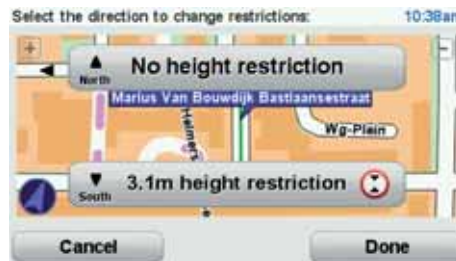 Select the direction to change restrictions: 10:38am
North No height restriction
Marius Van Bouwdijk Bastiaansestraat
Helmers
Wg-Plein
South 3.1m height restriction
Cancel Done